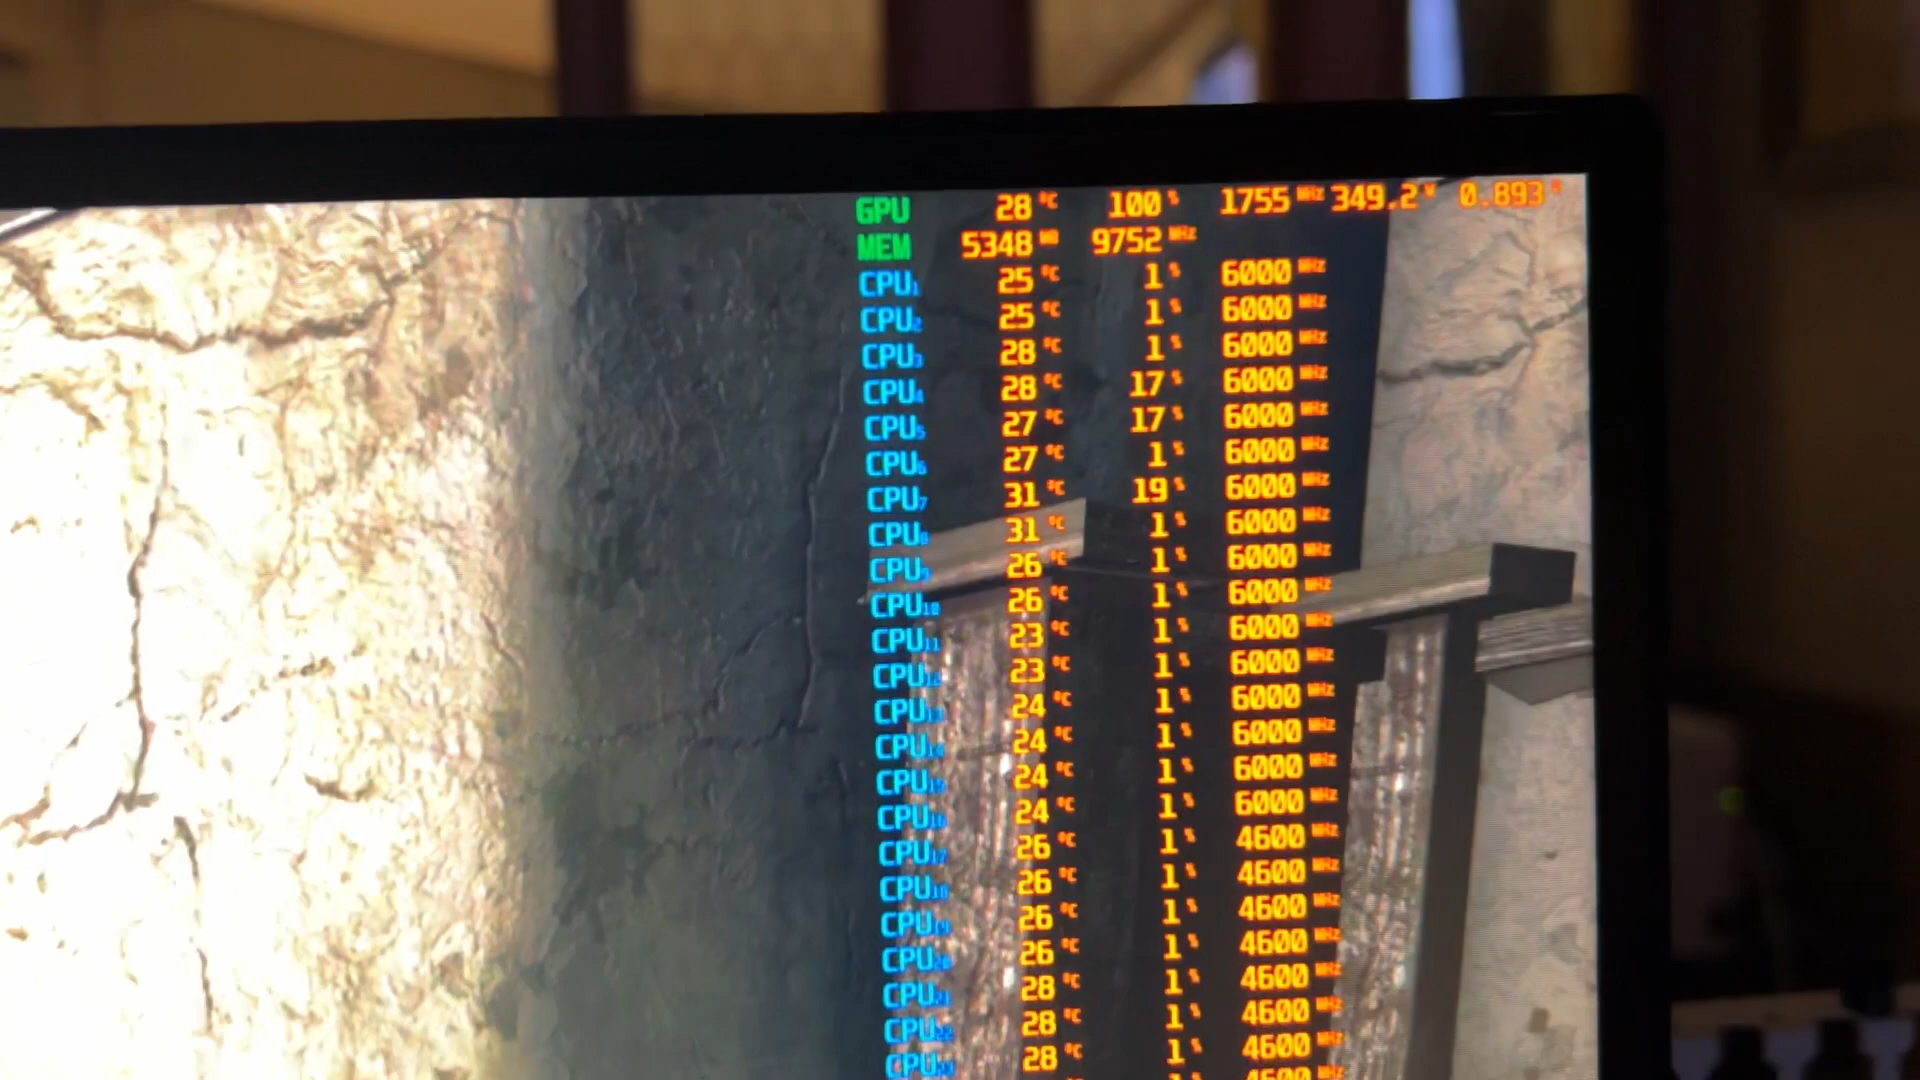 GPU 28 °C 100 % 1755 MHz 349.2 W 0.893
MEM 5348 MB 9752 MHz
CPU1 25 °C 1 % 6000 MHz
CPU2 25 °C 1 % 6000 MHz
CPU3 28 °C 1 % 6000 MHz
CPU4 28 °C 17 % 6000 MHz
CPU5 27 °C 17 % 6000 MHz
CPU6 27 °C 1 % 6000 MHz
CPU7 31 °C 19 % 6000 MHz
CPU8 31 °C 1 % 6000 MHz
CPU9 26 °C 1 % 6000 MHz
CPU10 26 °C 1 % 6000 MHz
CPU11 23 °C 1 % 6000 MHz
CPU12 23 °C 1 % 6000 MHz
CPU13 24 °C 1 % 6000 MHz
CPU14 24 °C 1 % 6000 MHz
CPU15 24 °C 1 % 6000 MHz
CPU16 24 °C 1 % 6000 MHz
CPU17 26 °C 1 % 4600 MHz
CPU18 26 °C 1 % 4600 MHz
CPU19 26 °C 1 % 4600 MHz
CPU20 26 °C 1 % 4600 MHz
CPU21 28 °C 1 % 4600 MHz
CPU22 28 °C 1 % 4600 MHz
CPU23 28 °C 1 % 4600 MHz